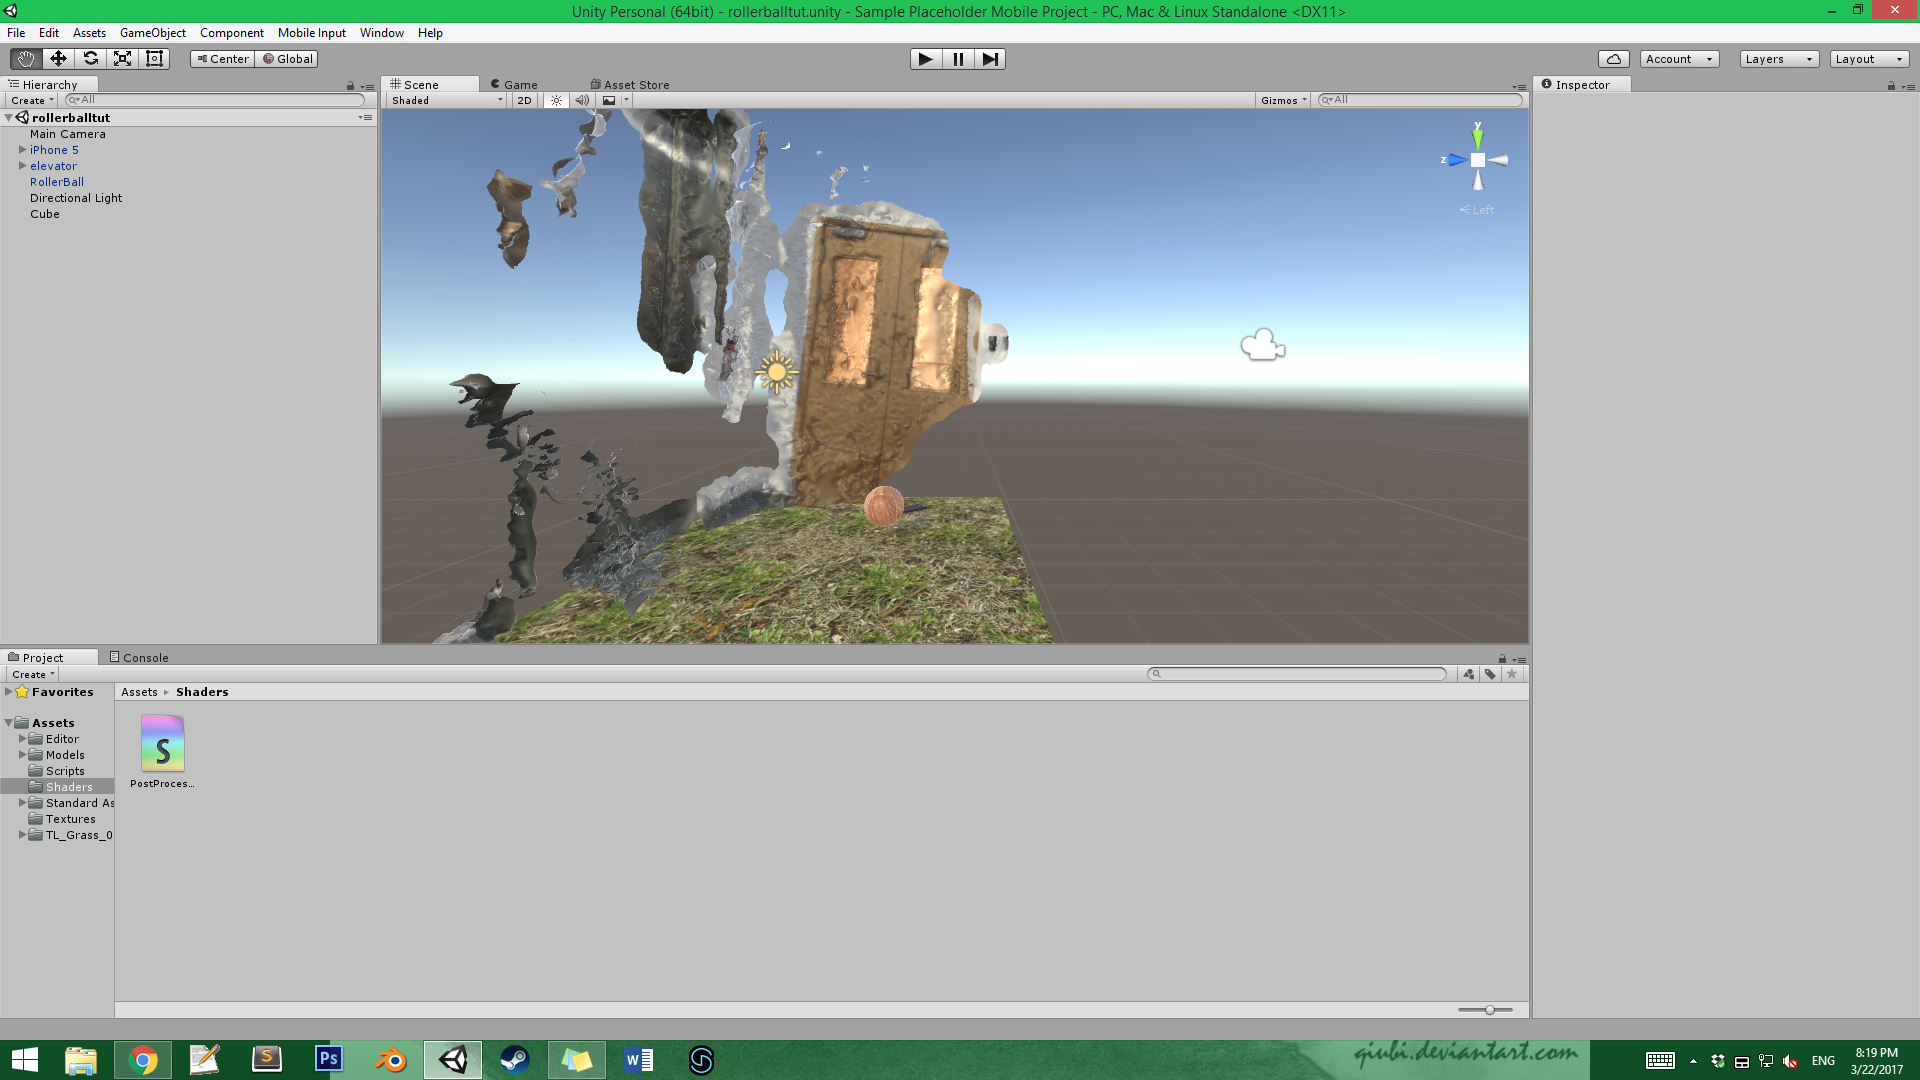 Unity Personal (64bit) - rollerballtut.unity - Sample Placeholder Mobile Project - PC, Mac & Linux Standalone <DX11>
File Edit Assets GameObject Component Mobile Input Window Help
Center Global Account Layers Layout
Hierarchy
Create All
rollerballtut
Main Camera
iPhone 5
elevator
RollerBall
Directional Light
Cube
Scene Game Asset Store
Shaded 2D Gizmos All
y
z
Left
Inspector
Project Console
Create
Favorites
Assets
Editor
Models
Scripts
Shaders
Standard As
Textures
TL_Grass_0
Assets Shaders
S
PostProces...
S
Ps
W
S
qiubi.deviantart.com
ENG
8:19 PM
3/22/2017